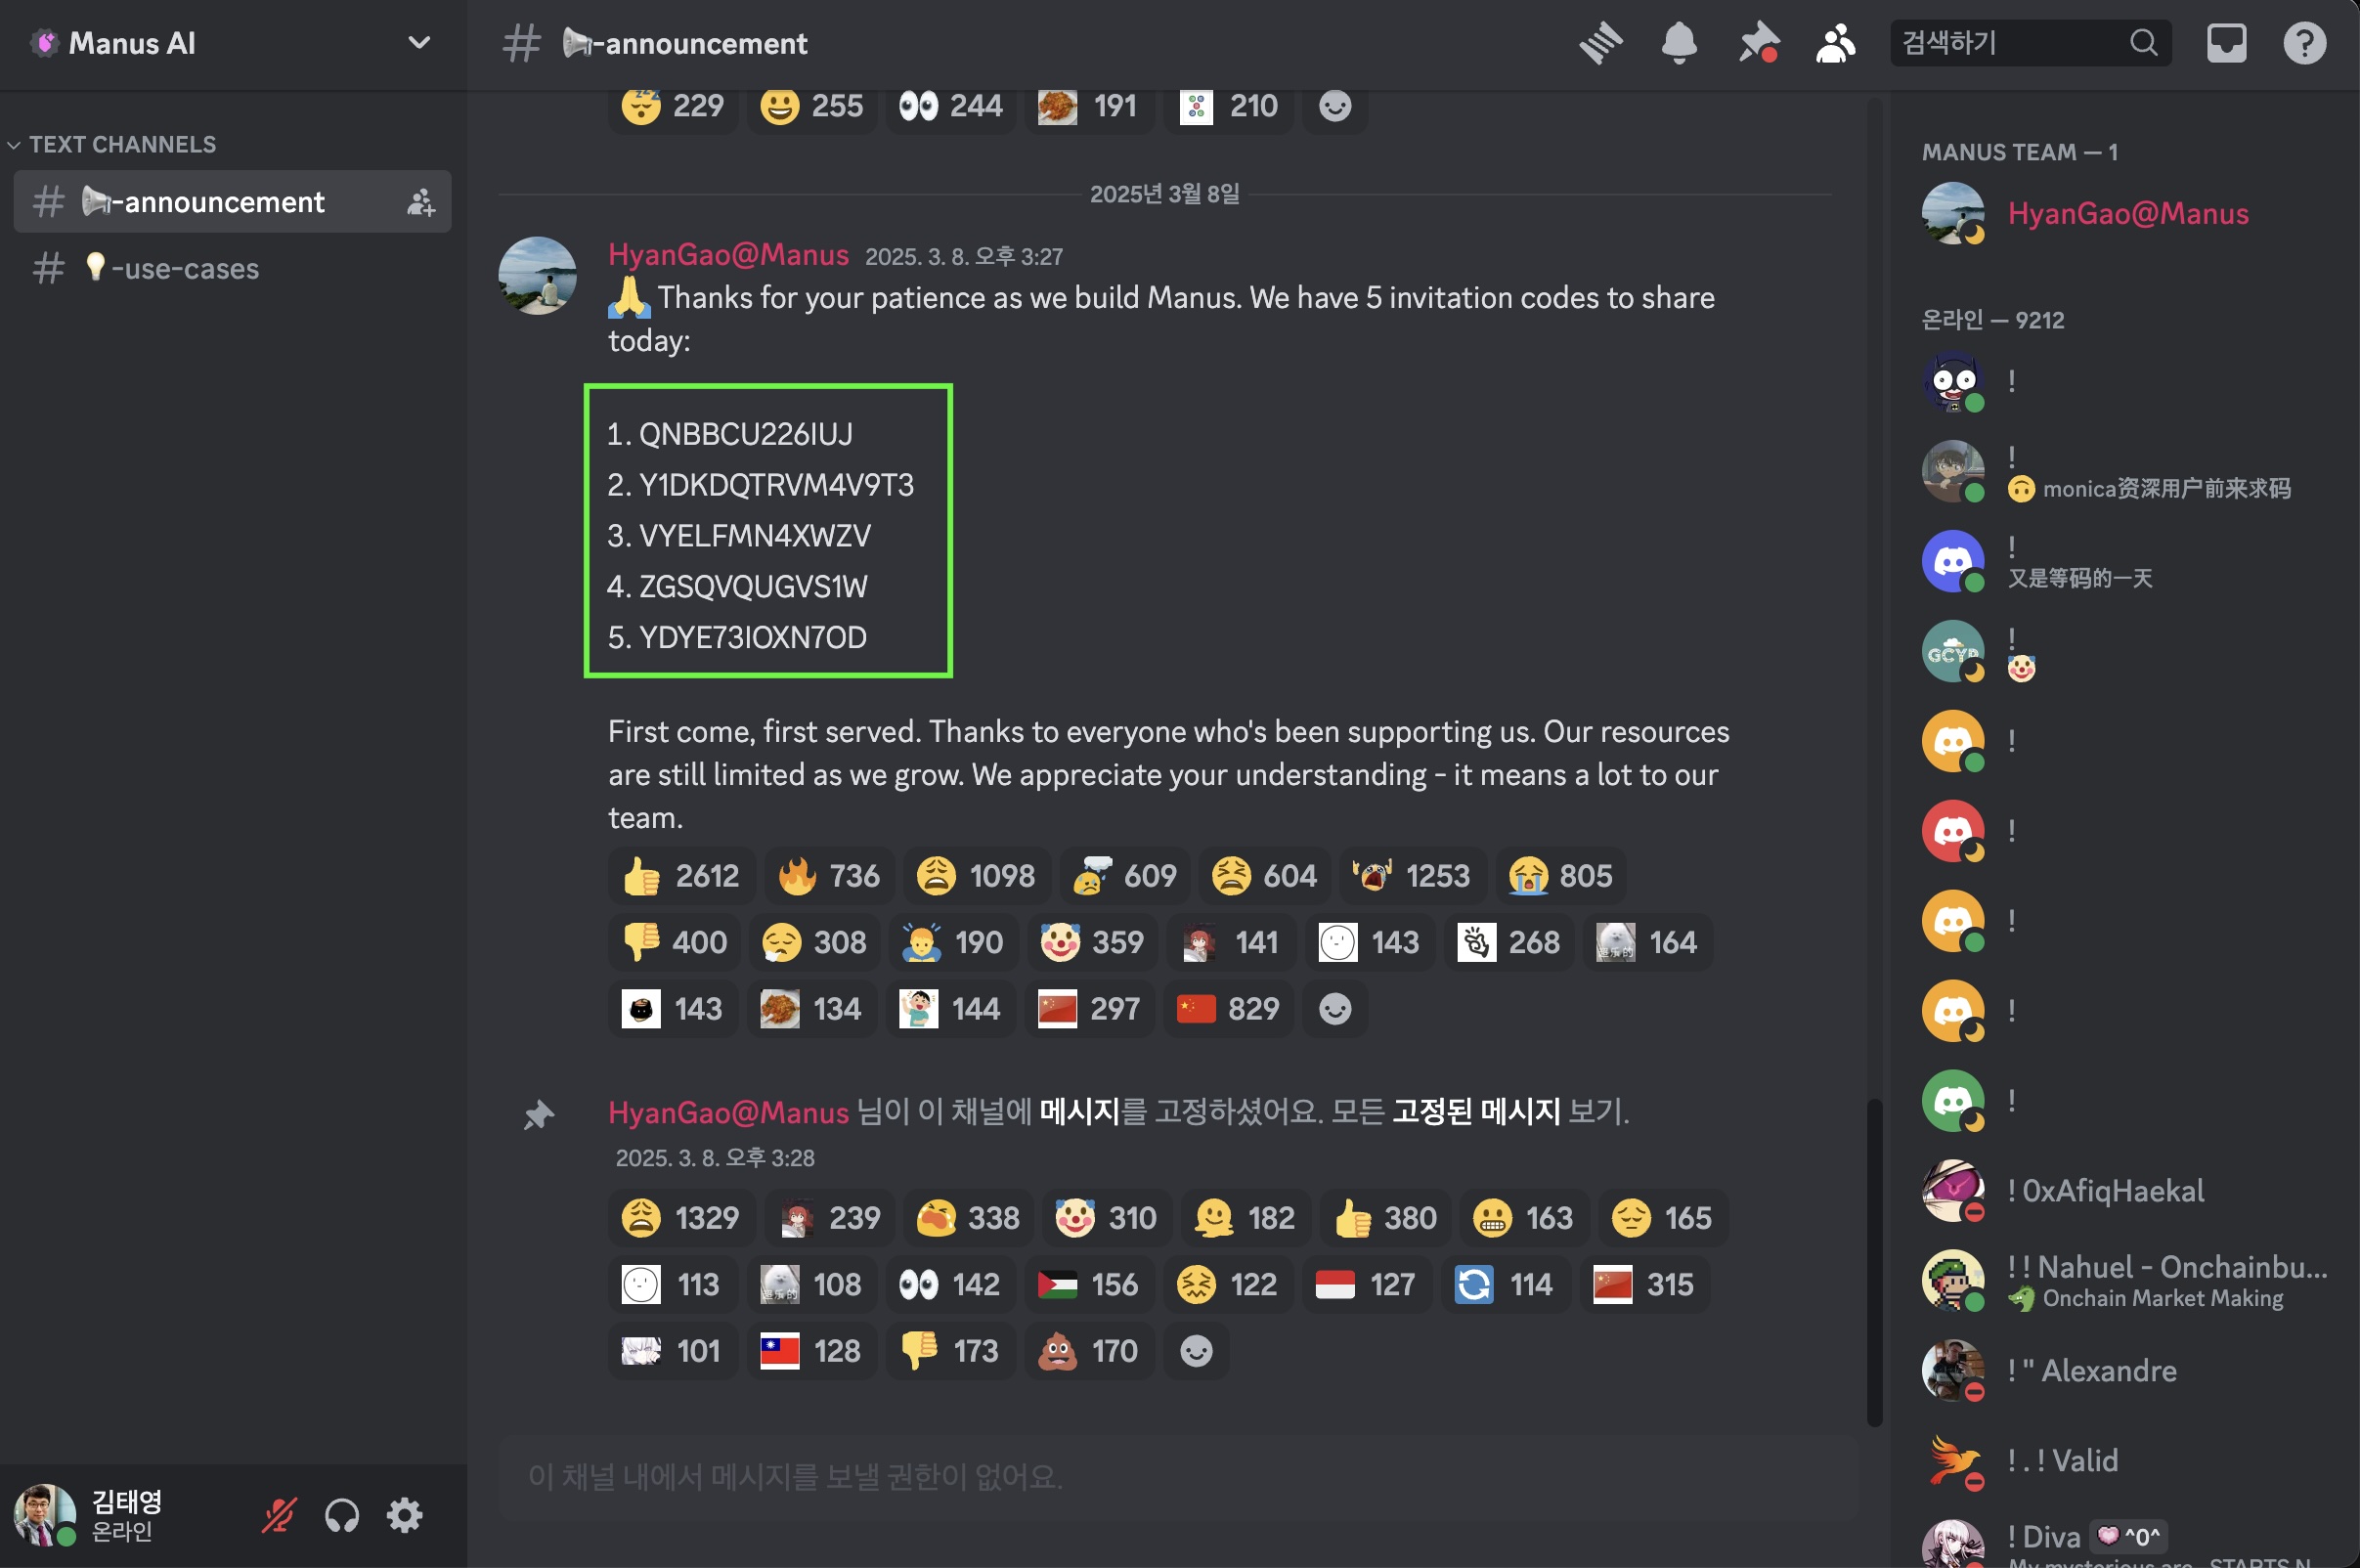 Manus AI
TEXT CHANNELS
-announcement
-use-cases
김태영
온라인
-announcement
검색하기
229 255 244 191 210
2025년 3월 8일
HyanGao@Manus 2025. 3. 8. 오후 3:27
🙏 Thanks for your patience as we build Manus. We have 5 invitation codes to share
today:
1. QNBBCU226IUJ
2. Y1DKDQTRVM4V9T3
3. VYELFMN4XWZV
4. ZGSQVQUGVS1W
5. YDYE73IOXN7OD
First come, first served. Thanks to everyone who's been supporting us. Our resources
are still limited as we grow. We appreciate your understanding - it means a lot to our
team.
2612 736 1098 609 604 1253 805
400 308 190 359 141 143 268 164
143 134 144 297 829
HyanGao@Manus 님이 이 채널에 메시지를 고정하셨어요. 모든 고정된 메시지 보기.
2025. 3. 8. 오후 3:28
1329 239 338 310 182 380 163 165
113 108 142 156 122 127 114 315
101 128 173 170
이 채널 내에서 메시지를 보낼 권한이 없어요.
MANUS TEAM — 1
HyanGao@Manus
온라인 — 9212
!
!
monica资深用户前来求码
!
又是等码的一天
GCYP
!
!
!
!
!
!
! 0xAfiqHaekal
! ! Nahuel - Onchainbu...
Onchain Market Making
! " Alexandre
! . ! Valid
! Diva ^0^